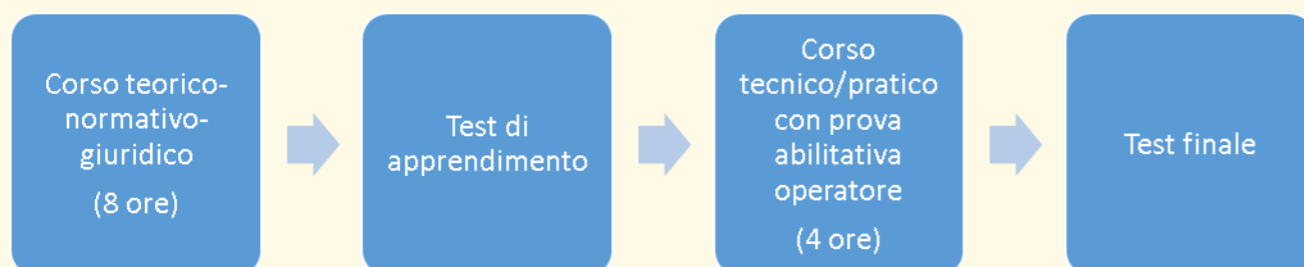 Corso teorico-
normativo-
giuridico
(8 ore)
Test di
apprendimento
Corso
tecnico/pratico
con prova
abilitativa
operatore
(4 ore)
Test finale